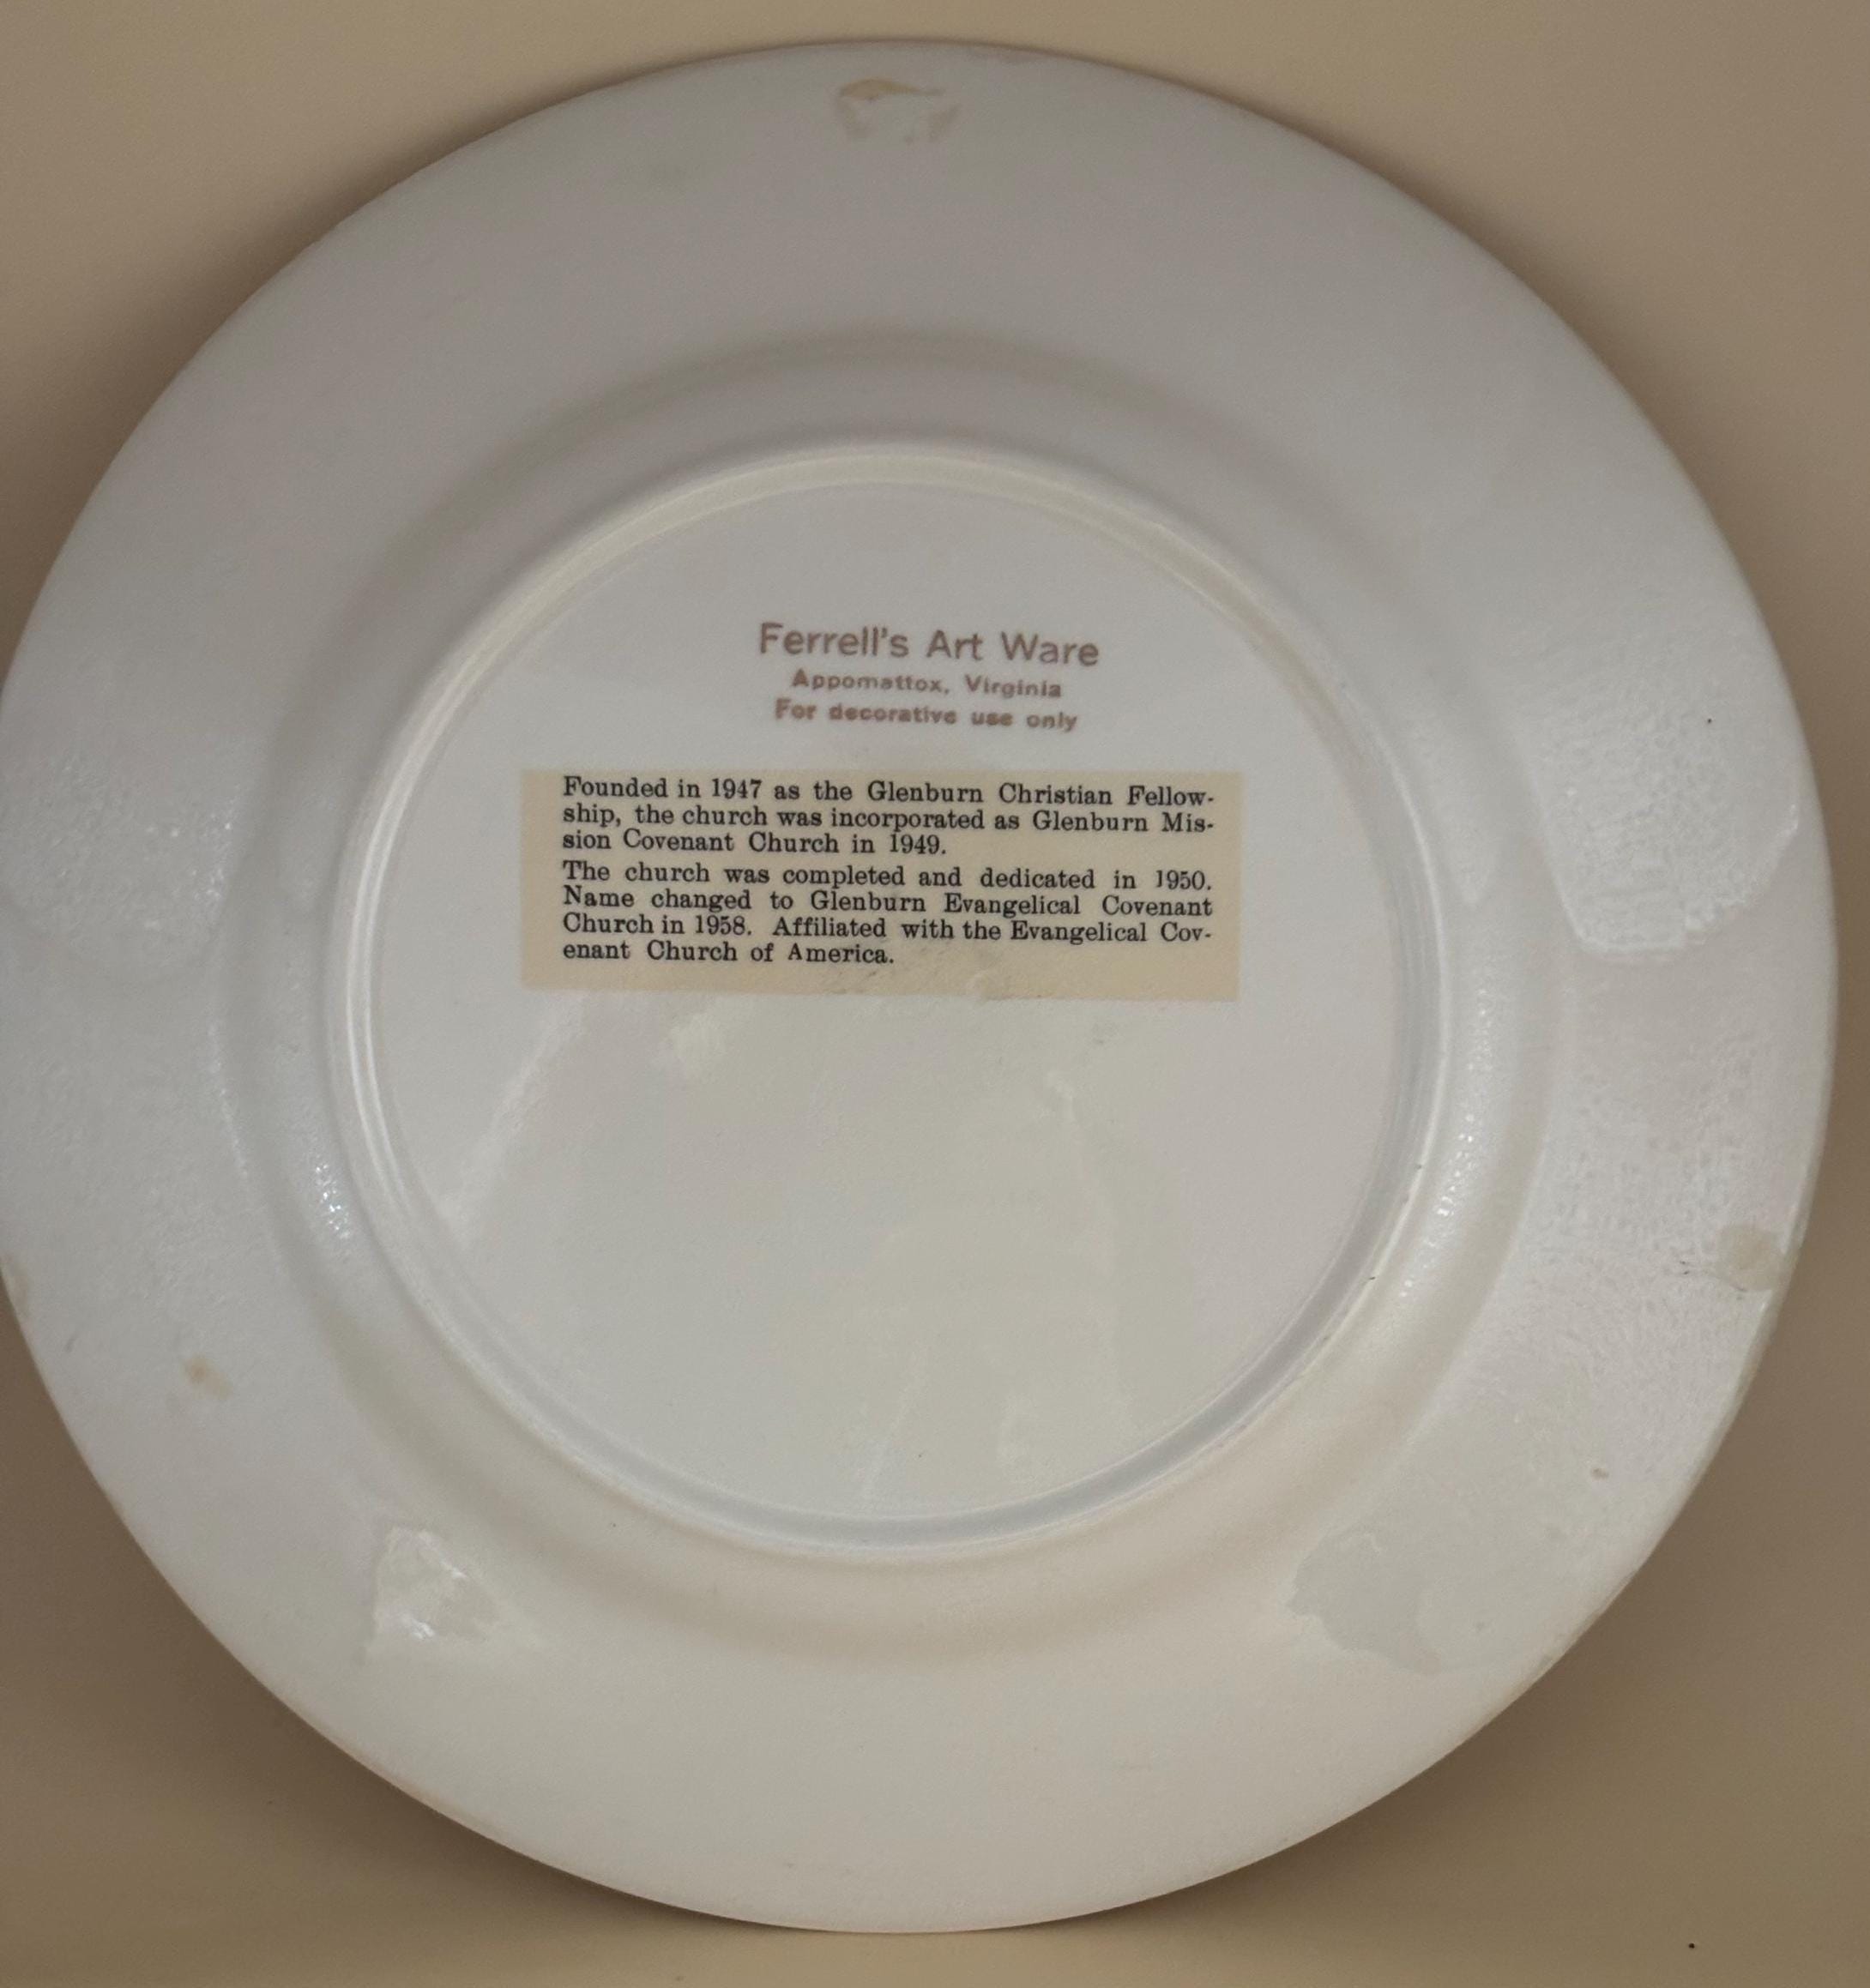 Ferrell's Art Ware
Appomattox, Virginia
For decorative use only
Founded in 1947 as the Glenburn Christian Fellow-
ship, the church was incorporated as Glenburn Mis-
sion Covenant Church in 1949.
The church was completed and dedicated in 1950.
Name changed to Glenburn Evangelical Covenant
Church in 1958. Affiliated with the Evangelical Cov-
enant Church of America.